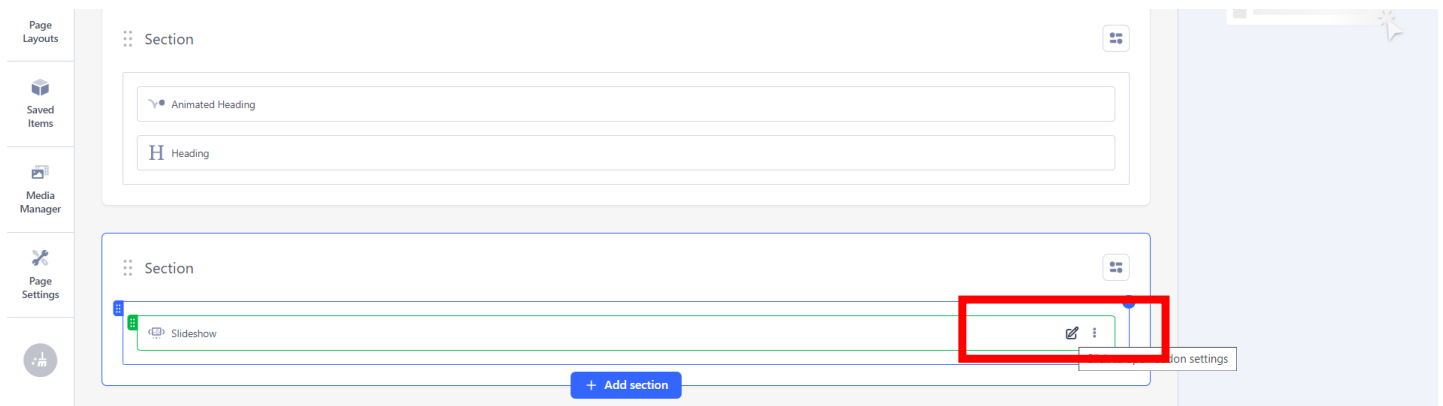 Page
Layouts
Section
Animated Heading
Saved
Items
H Heading
Media
Manager
Page
Settings
Section
Slideshow
don settings
+ Add section